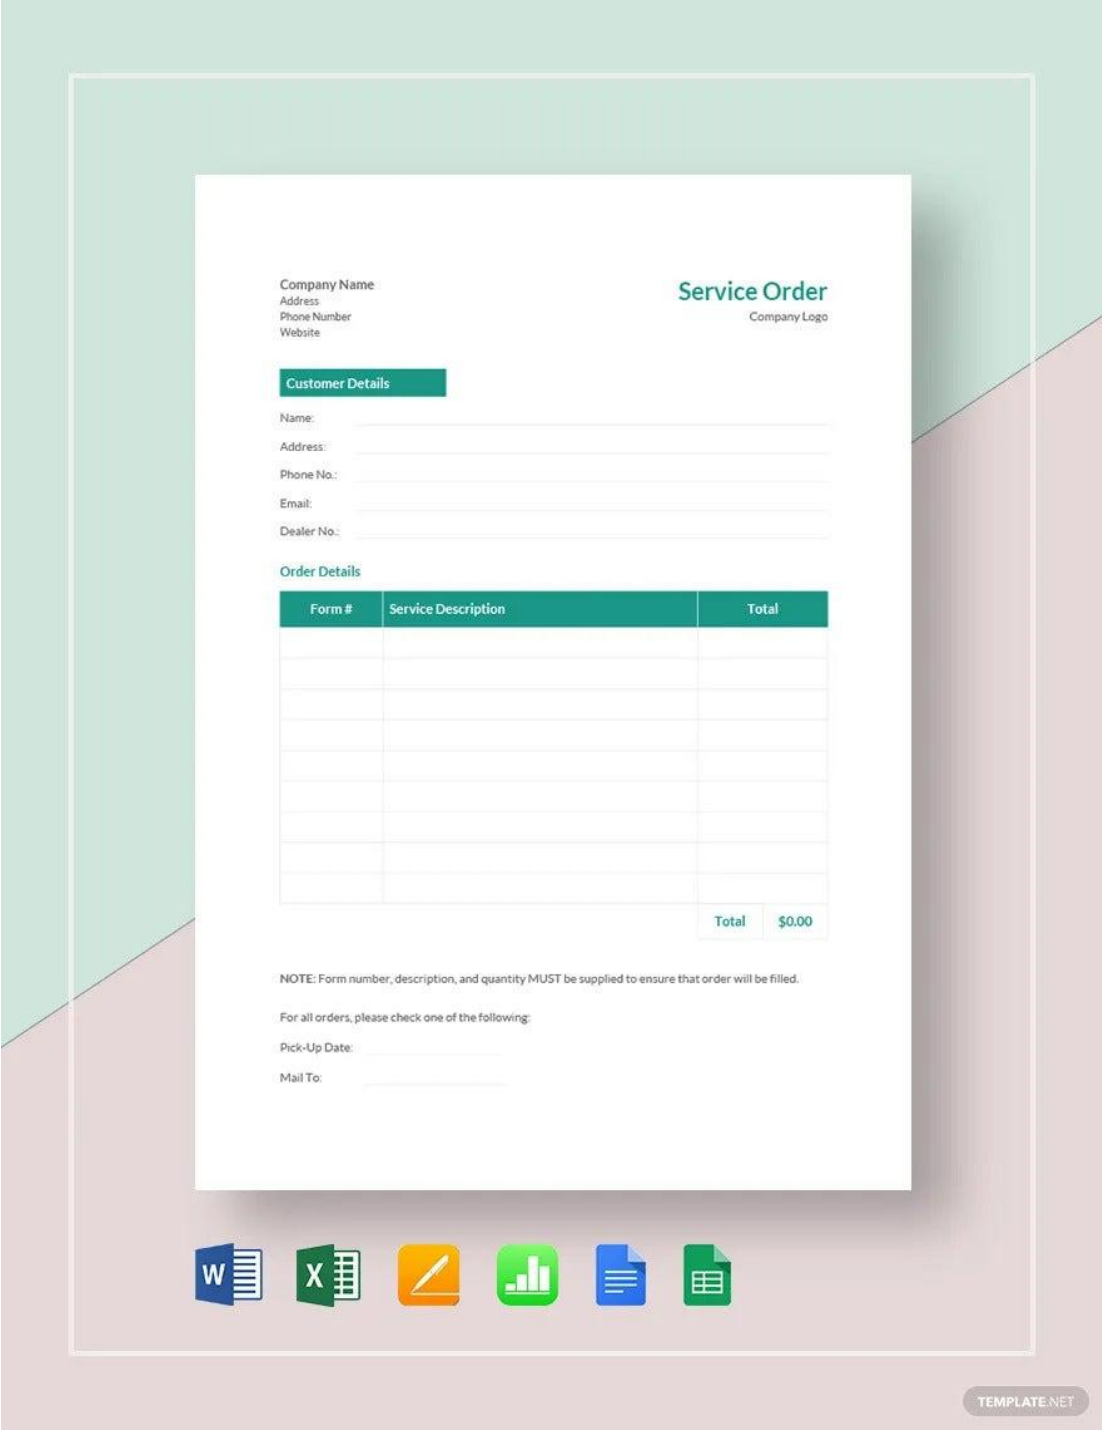 Company Name
Address
Phone Number
Website
Service Order
Company Logo
Customer Details
Name:
Address:
Phone No.:
Email:
Dealer No.:
Order Details
Form # Service Description Total
Total $0.00
NOTE: Form number, description, and quantity MUST be supplied to ensure that order will be filled.
For all orders, please check one of the following:
Pick-Up Date:
Mail To:
W X
TEMPLATE.NET